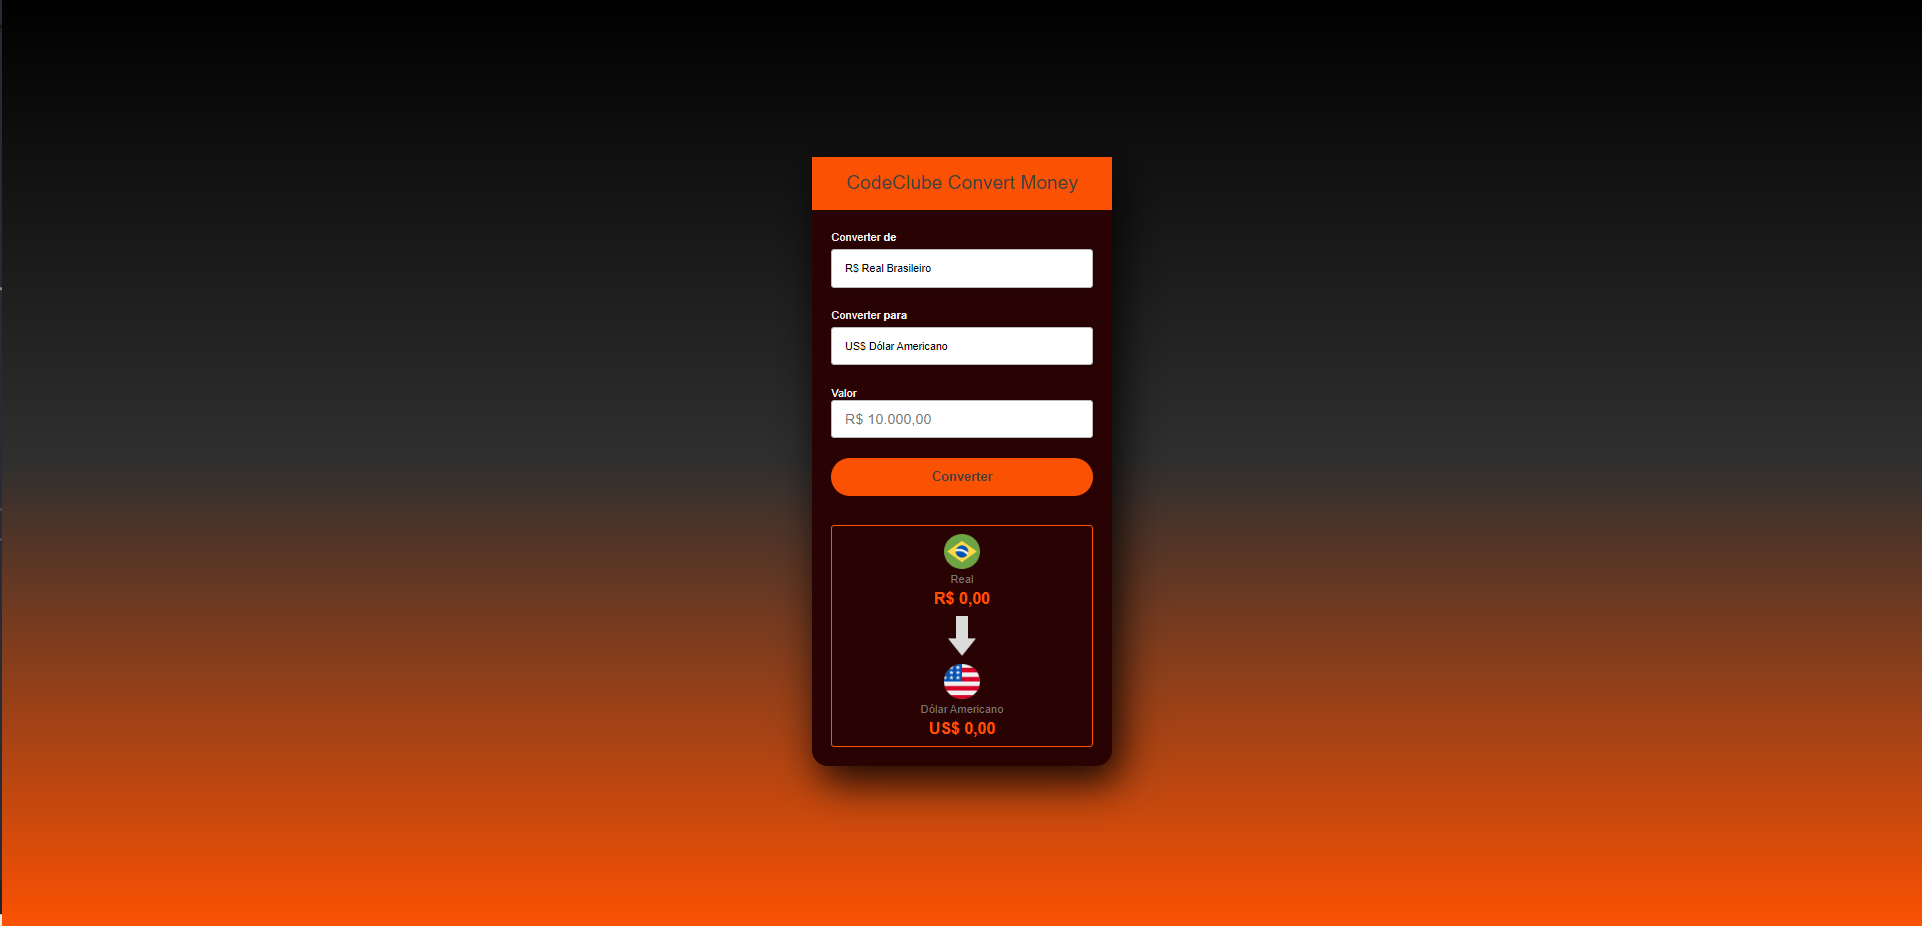 CodeClube Convert Money
Converter de
R$ Real Brasileiro
Converter para
US$ Dólar Americano
Valor
R$ 10.000,00
Converter
Real
R$ 0,00
Dólar Americano
US$ 0,00